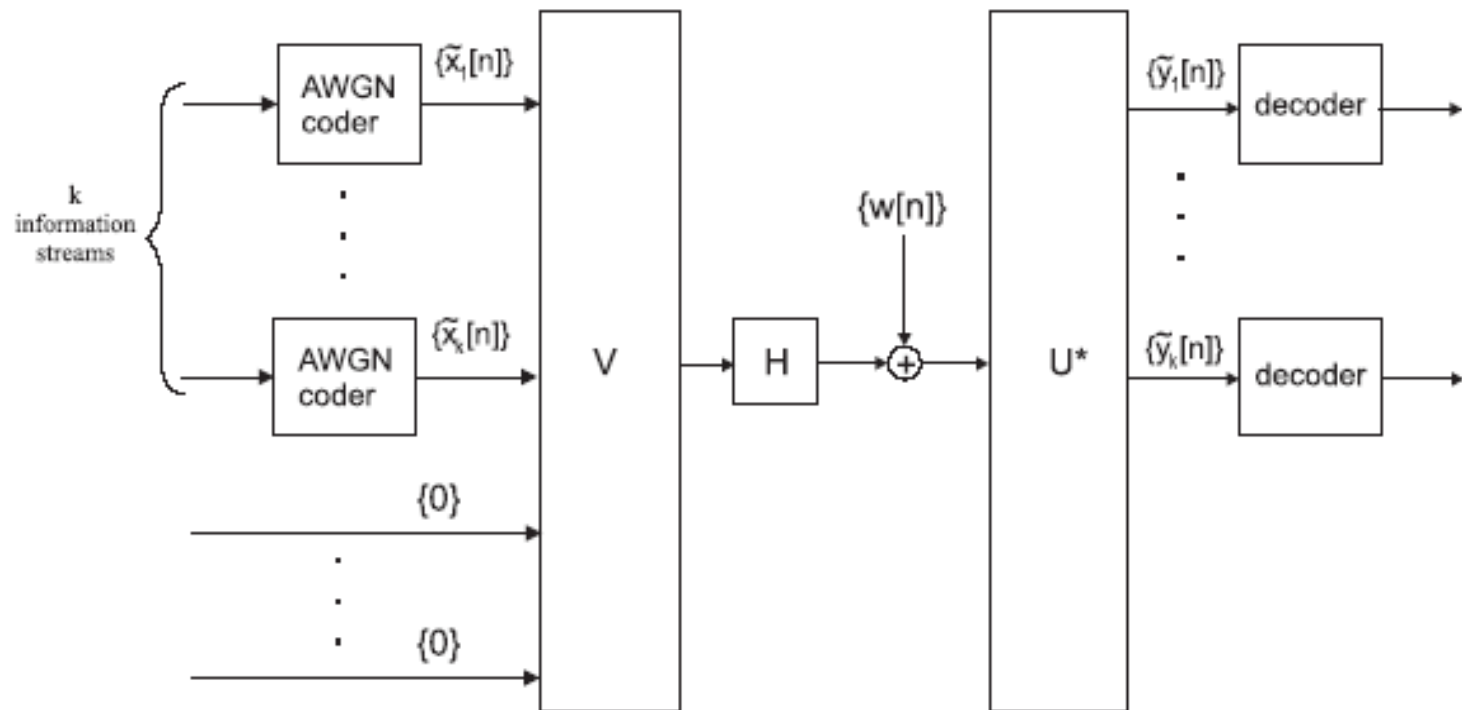 AWGN
coder
{x̃₁[n]}
{ỹ₁[n]}
decoder
k
information
streams
{w[n]}
AWGN
coder
{x̃ₖ[n]}
V
H
+
U*
{ỹₖ[n]}
decoder
{0}
{0}